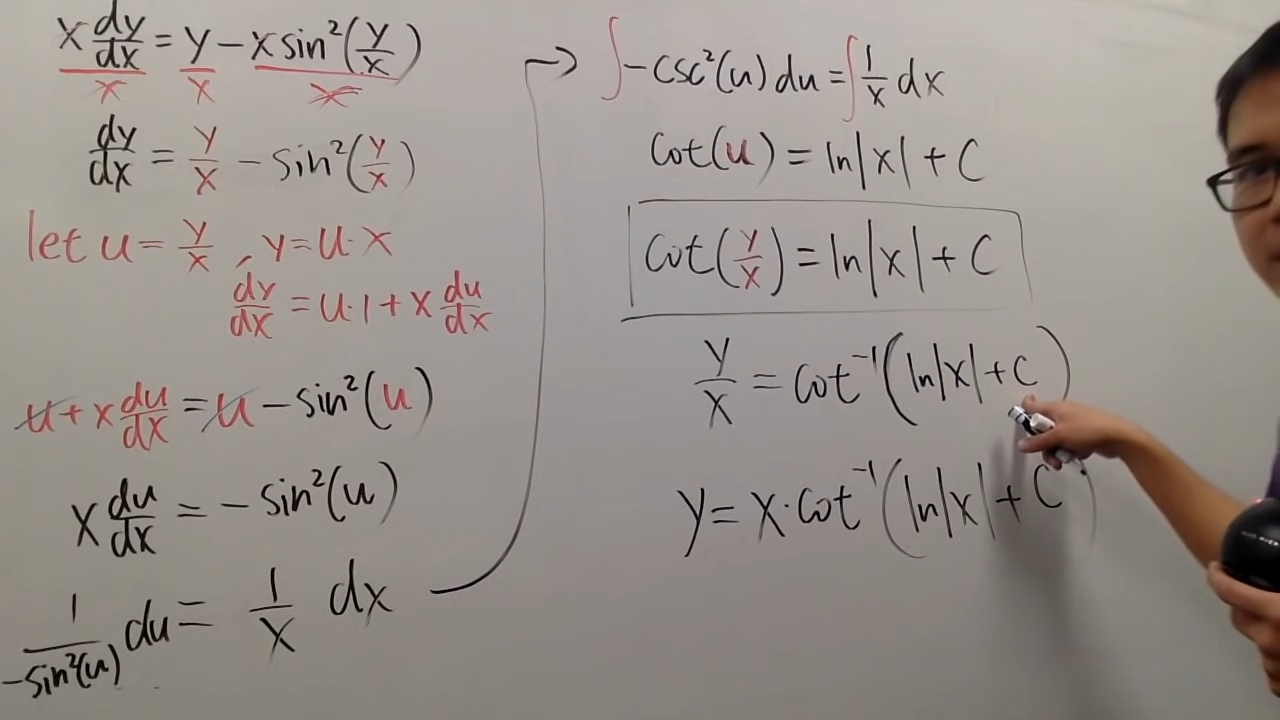 x dy/dx = y - x sin²(y/x)
x x x
dy/dx = y/x - sin²(y/x)
let u = y/x, y = u·x
dy/dx = u·1 + x du/dx
u + x du/dx = u - sin²(u)
x du/dx = - sin²(u)
1/-sin²(u) du = 1/x dx
→ ∫ -csc²(u) du = ∫ 1/x dx
cot(u) = ln|x| + C
cot(y/x) = ln|x| + C
y/x = cot⁻¹(ln|x| + C)
y = x·cot⁻¹(ln|x| + C)